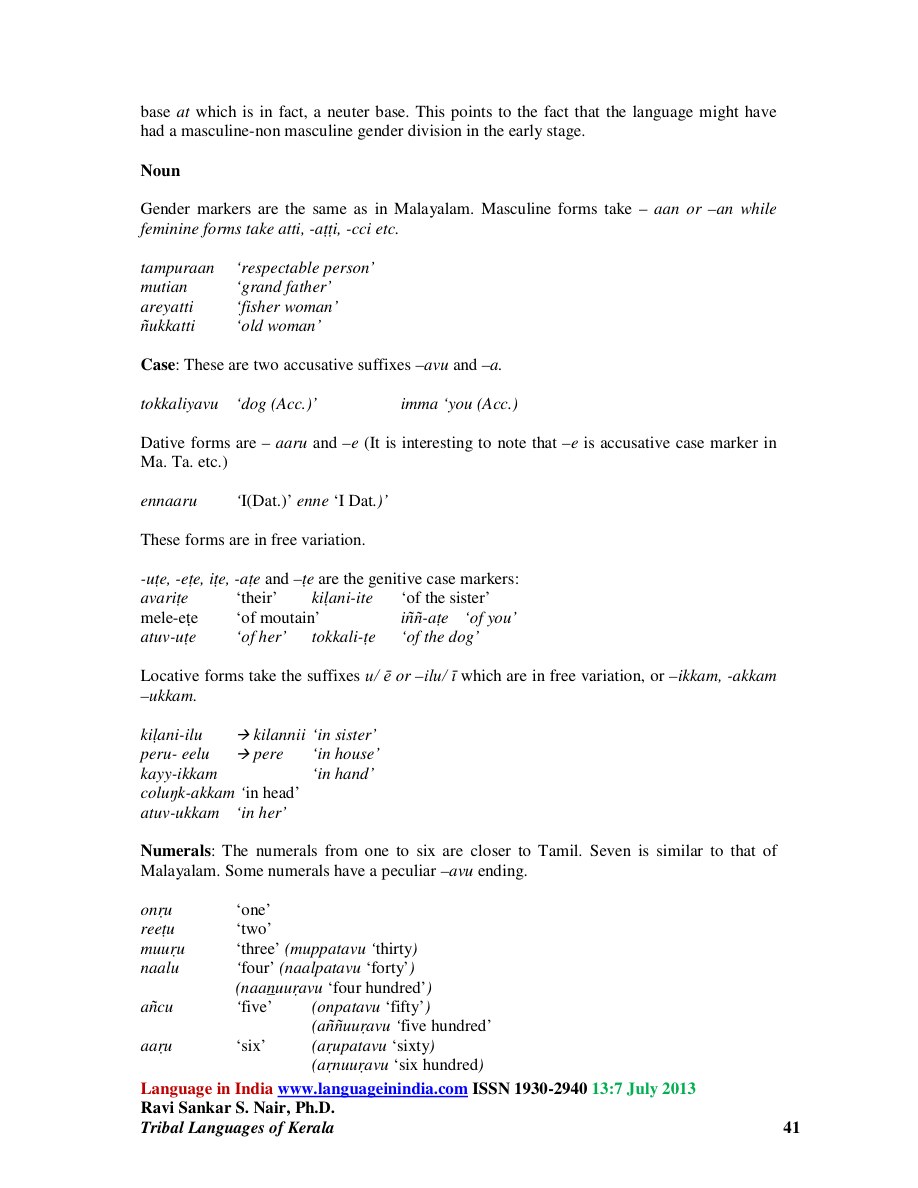 base at which is in fact, a neuter base. This points to the fact that the language might have
had a masculine-non masculine gender division in the early stage.
Noun
Gender markers are the same as in Malayalam. Masculine forms take – aan or –an while
feminine forms take atti, -aṭṭi, -cci etc.
tampuraan ‘respectable person’
mutian ‘grand father’
areyatti ‘fisher woman’
ñukkatti ‘old woman’
Case: These are two accusative suffixes –avu and –a.
tokkaliyavu ‘dog (Acc.)’ imma ‘you (Acc.)
Dative forms are – aaru and –e (It is interesting to note that –e is accusative case marker in
Ma. Ta. etc.)
ennaaru ‘I(Dat.)’ enne ‘I Dat.)’
These forms are in free variation.
-uṭe, -eṭe, iṭe, -aṭe and –ṭe are the genitive case markers:
avariṭe ‘their’ kiḷani-ite ‘of the sister’
mele-eṭe ‘of moutain’ iññ-aṭe ‘of you’
atuv-uṭe ‘of her’ tokkali-ṭe ‘of the dog’
Locative forms take the suffixes u/ ē or –ilu/ ī which are in free variation, or –ikkam, -akkam
–ukkam.
kiḷani-ilu → kilannii ‘in sister’
peru- eelu → pere ‘in house’
kayy-ikkam ‘in hand’
coluŋk-akkam ‘in head’
atuv-ukkam ‘in her’
Numerals: The numerals from one to six are closer to Tamil. Seven is similar to that of
Malayalam. Some numerals have a peculiar –avu ending.
onṛu ‘one’
reeṭu ‘two’
muuṛu ‘three’ (muppatavu ‘thirty)
naalu ‘four’ (naalpatavu ‘forty’)
(naaṉuuṛavu ‘four hundred’)
añcu ‘five’ (onpatavu ‘fifty’)
(aññuuṛavu ‘five hundred’
aaṛu ‘six’ (aṛupatavu ‘sixty)
(aṛnuuṛavu ‘six hundred)
Language in India www.languageinindia.com ISSN 1930-2940 13:7 July 2013
Ravi Sankar S. Nair, Ph.D.
Tribal Languages of Kerala 41